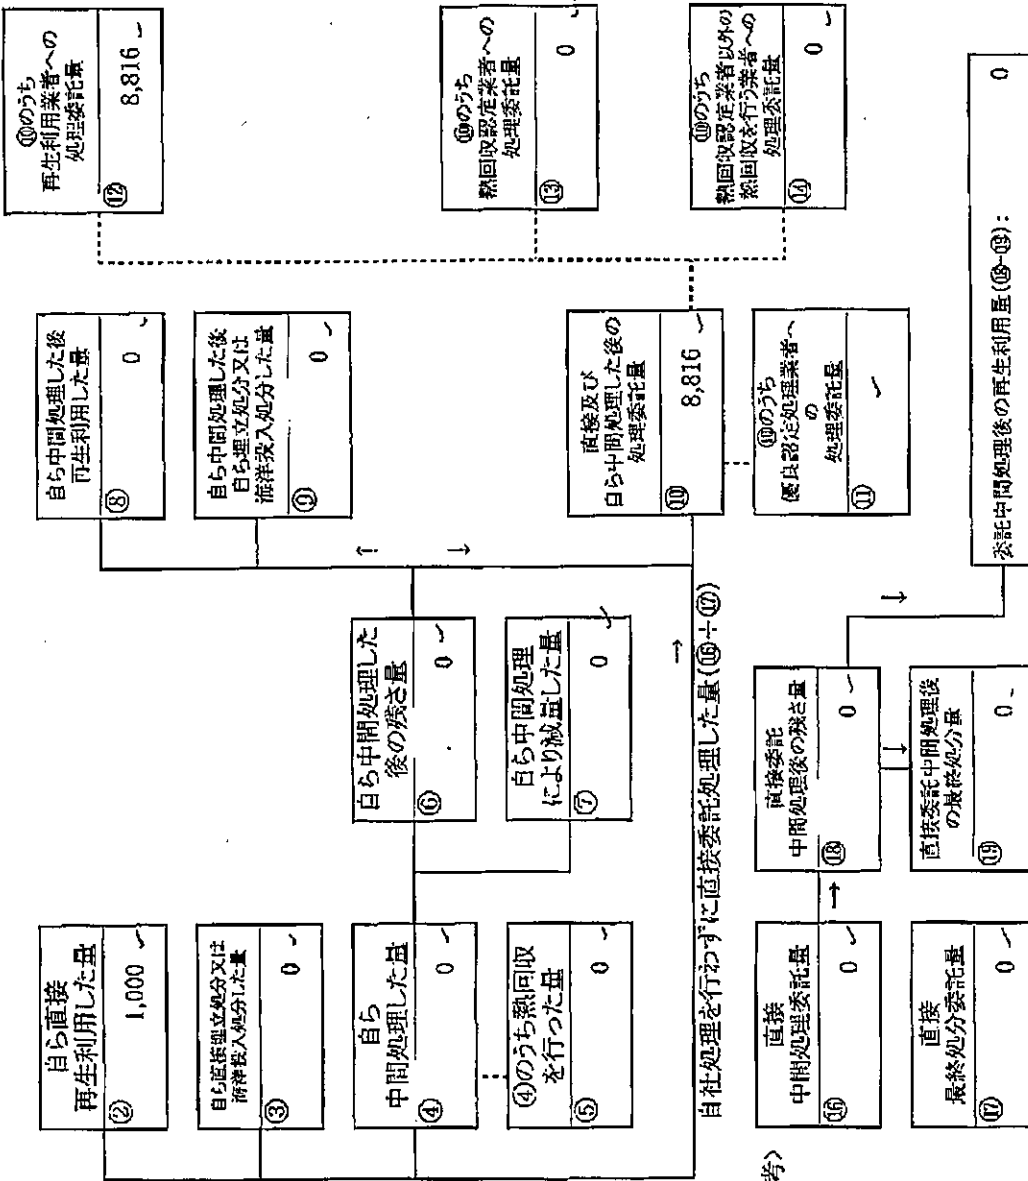 自ら直接
再生利用した量
② 1,000
自ら直接埋立処分又は
海洋投入処分した量
③ 0
自ら
中間処理した量
④ 0
④のうち熱回収
を行った量
⑤ 0
自ら中間処理した
後の残さ量
⑥ 0
自ら中間処理
により減量した量
⑦ 0
自ら中間処理した後
再生利用した量
⑧ 0
自ら中間処理した後
自ら埋立処分又は
海洋投入処分した量
⑨ 0
直接及び
自ら中間処理した後の
処理委託量
⑩ 8,816
⑩のうち
優良認定処理業者へ
の
処理委託量
⑪
⑩のうち
再生利用業者への
処理委託量
⑫ 8,816
⑩のうち
熱回収認定業者への
処理委託量
⑬ 0
⑩のうち
熱回収認定業者以外の
熱回収を行う業者への
処理委託量
⑭ 0
自社処理を行わずに直接委託処理した量(⑯+⑰)
考>
直接
中間処理委託量
⑯ 0
直接
最終処分委託量
⑰ 0
直接委託
中間処理後の残さ量
⑱ 0
直接委託中間処理後
の最終処分量
⑲ 0
委託中間処理後の再生利用量(⑱-⑲): 0